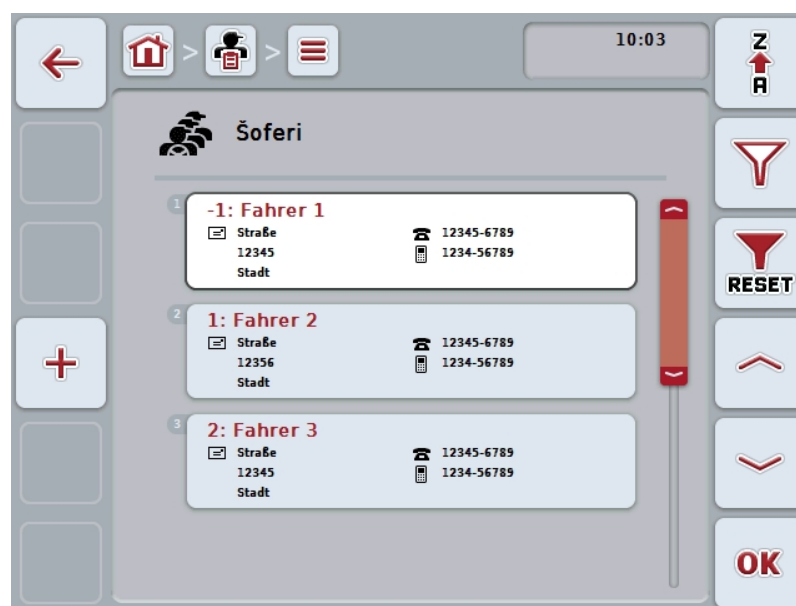 10:03
Z
A
Šoferi
1
-1: Fahrer 1
Straße 12345-6789
12345 1234-56789
Stadt
RESET
2
1: Fahrer 2
Straße 12345-6789
12356 1234-56789
Stadt
3
2: Fahrer 3
Straße 12345-6789
12345 1234-56789
Stadt
OK